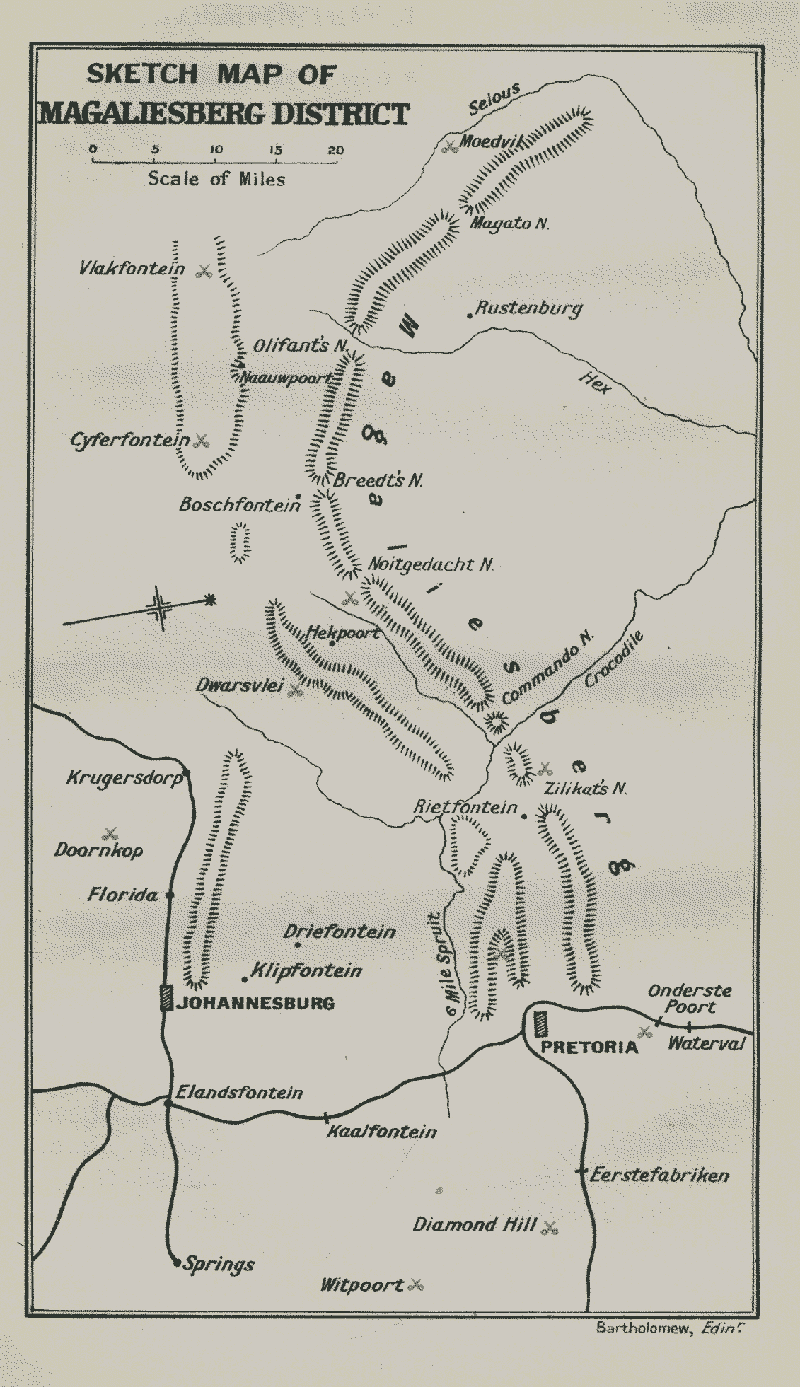 SKETCH MAP OF
MAGALIESBERG DISTRICT
0 5 10 15 20
Scale of Miles
Selous
Moedvil
Magato N.
Vlakfontein
Rustenburg
Olifant's N.
Naauwpoort
Hex
Cyferfontein
Breedt's N.
Boschfontein
Noitgedacht N.
Magaliesberg
Hekpoort
Commando N.
Crocodile
Dwarsvlei
Krugersdorp
Zilikat's N.
Rietfontein
Doornkop
Florida
Driefontein
6 Mile Spruit
Klipfontein
Onderste
Poort
JOHANNESBURG
PRETORIA
Waterval
Elandsfontein
Kaalfontein
Eerstefabriken
Diamond Hill
Springs
Witpoort
Bartholomew, Edinr.